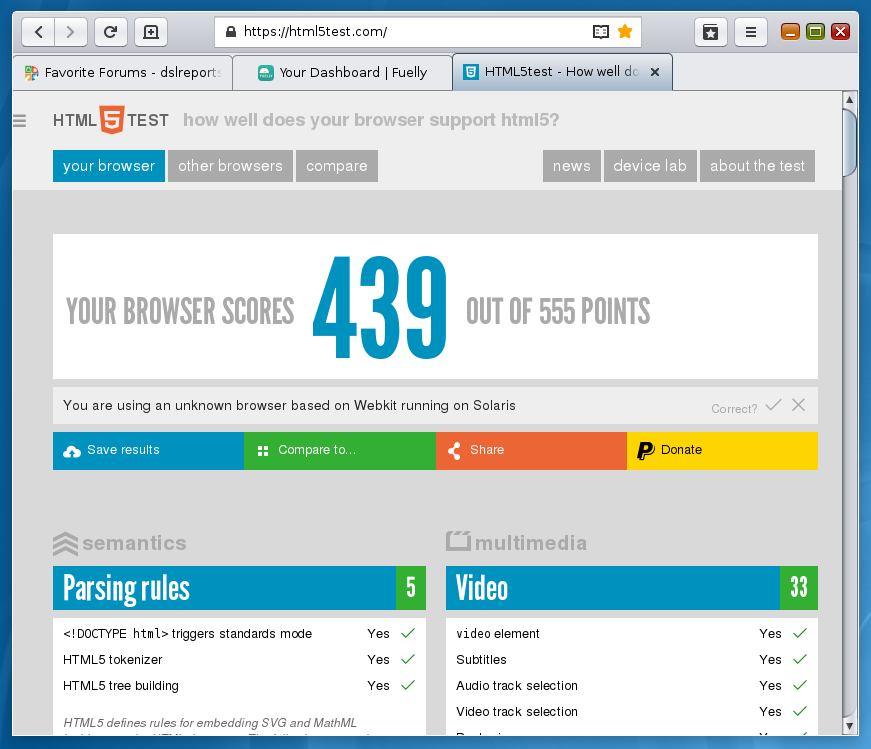 https://html5test.com/
Favorite Forums - dslreports
Your Dashboard | Fuelly
HTML5test - How well do
HTML 5 TEST how well does your browser support html5?
your browser other browsers compare news device lab about the test
YOUR BROWSER SCORES 439 OUT OF 555 POINTS
You are using an unknown browser based on Webkit running on Solaris Correct?
Save results Compare to... Share Donate
semantics
Parsing rules 5
<!DOCTYPE html> triggers standards mode Yes
HTML5 tokenizer Yes
HTML5 tree building Yes
HTML5 defines rules for embedding SVG and MathML
multimedia
Video 33
video element Yes
Subtitles Yes
Audio track selection Yes
Video track selection Yes